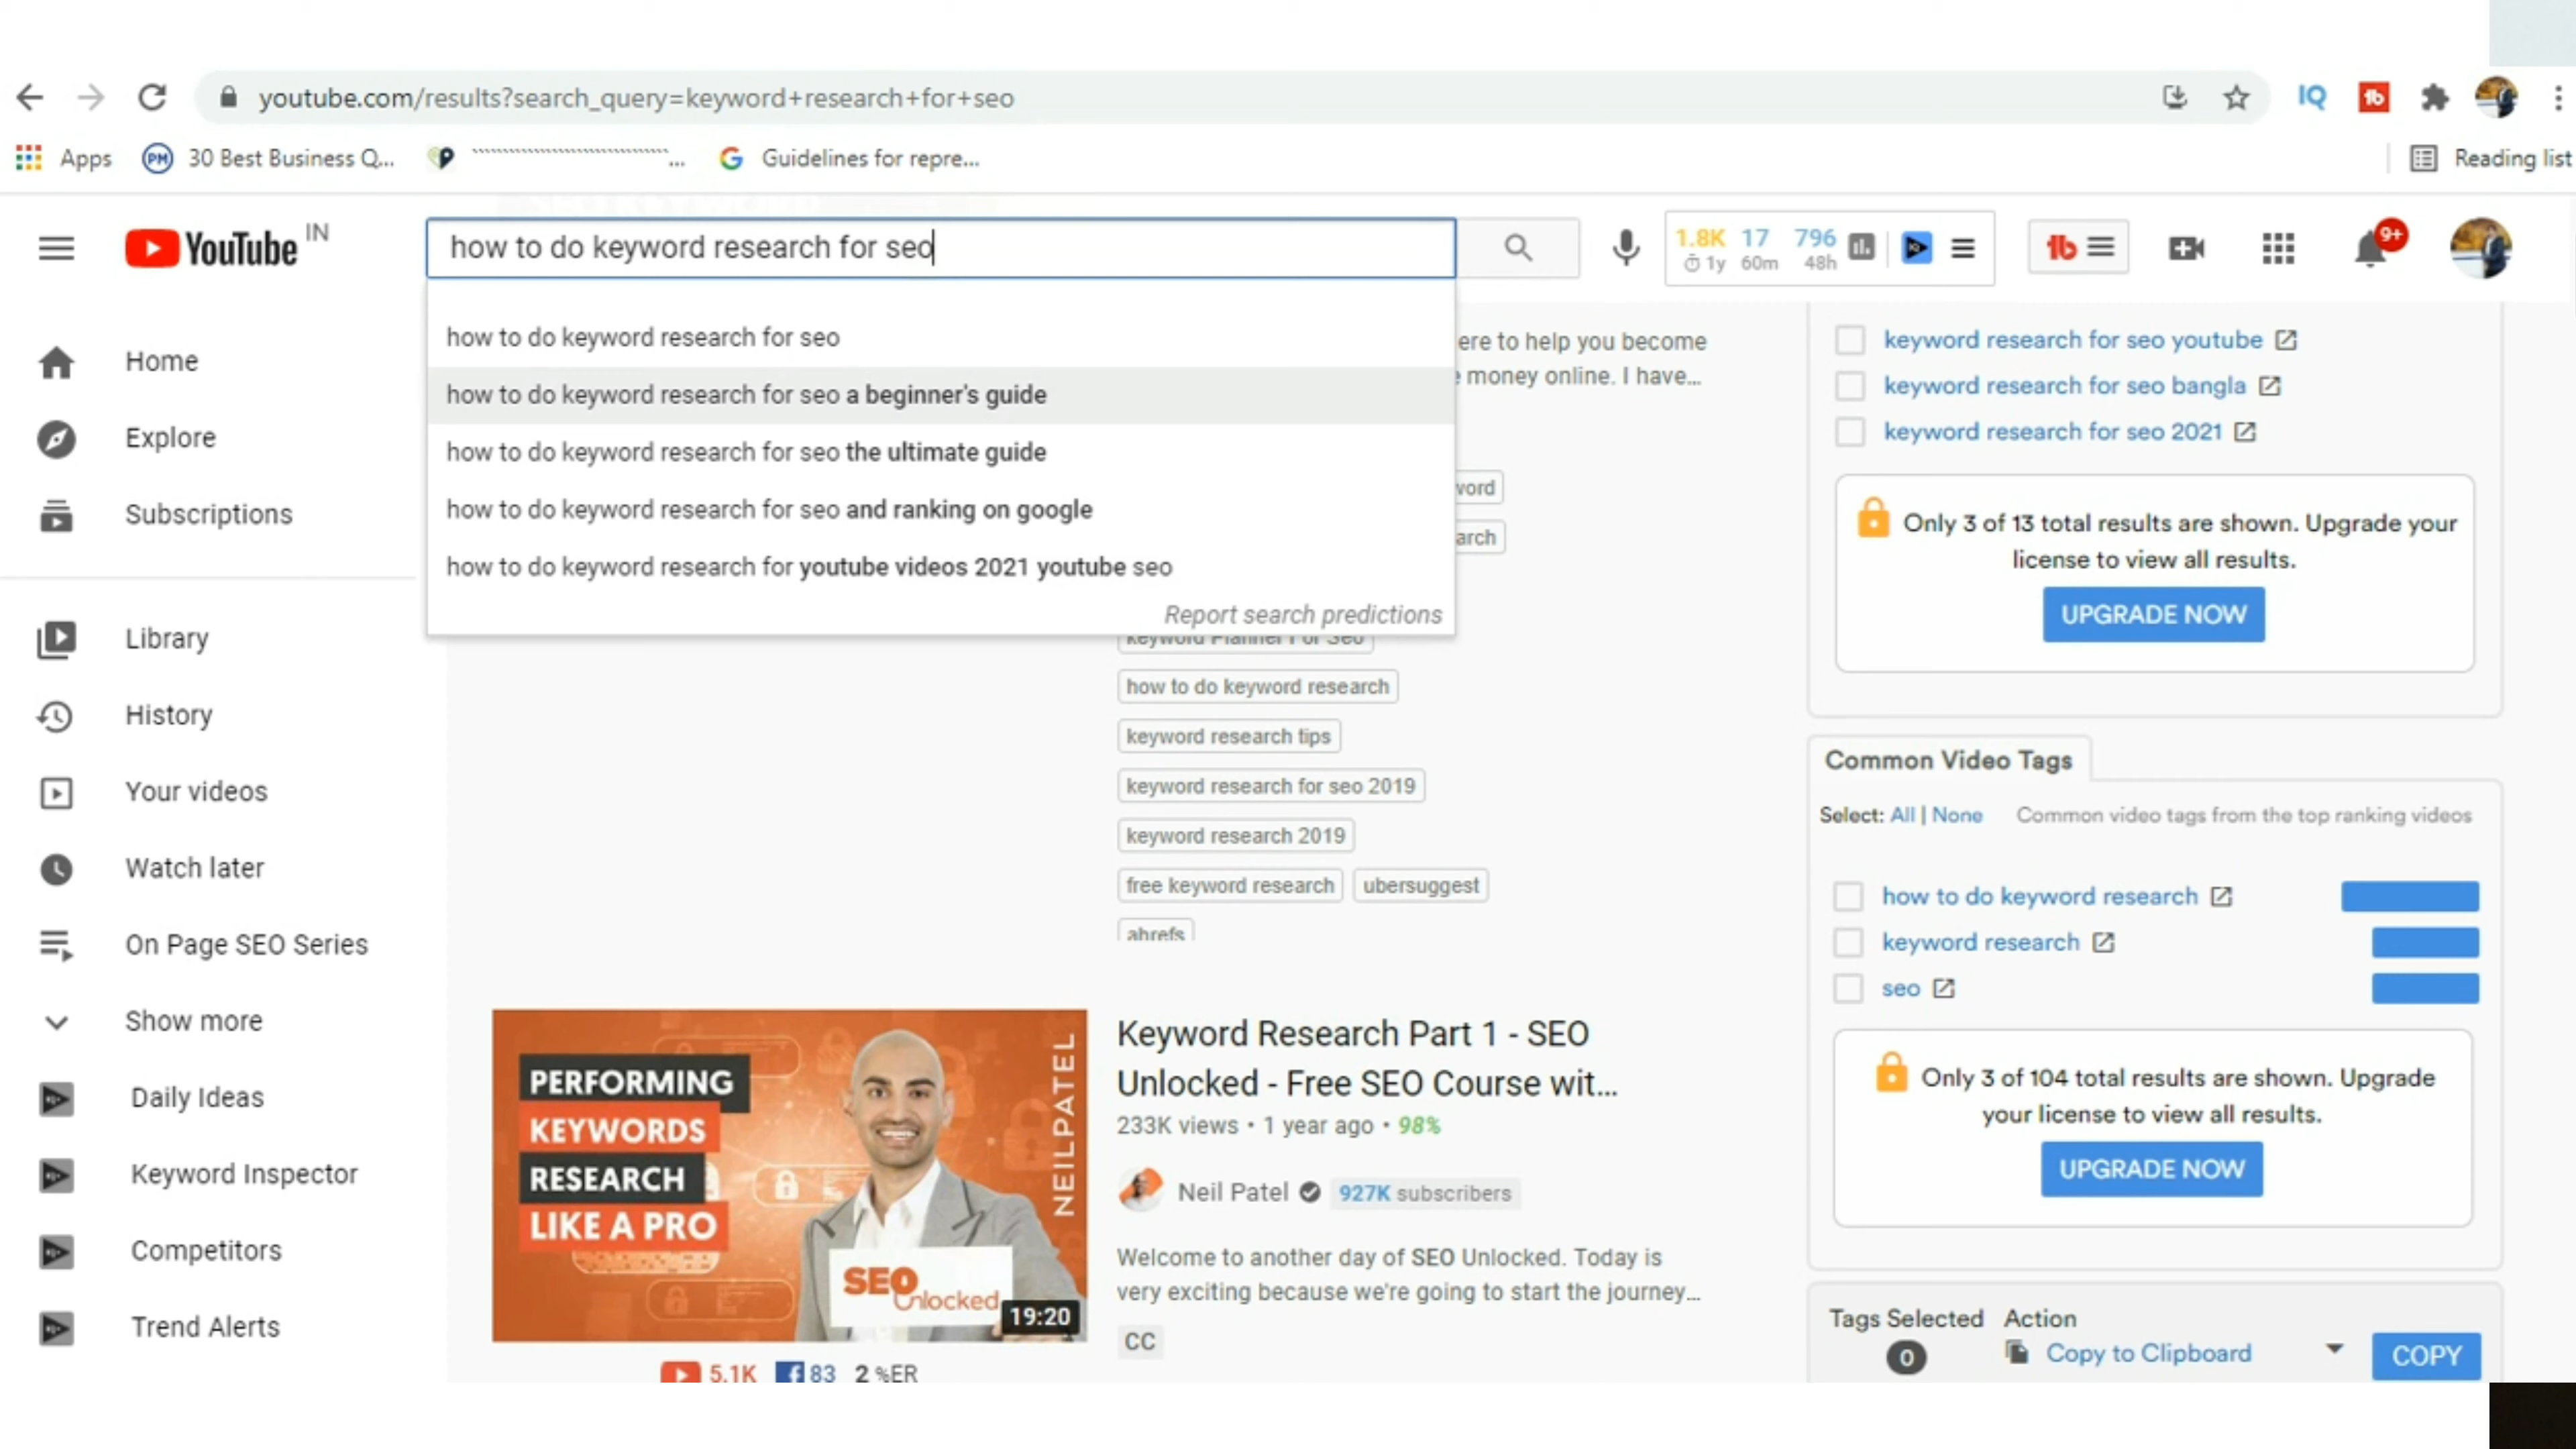 youtube.com/results?search_query=keyword+research+for+seo
IQ
tb
Apps
PM
30 Best Business Q...
Guidelines for repre...
Reading list
YouTube IN
how to do keyword research for seo
1.8K 17 796
1y 60m 48h
tb
9+
how to do keyword research for seo
how to do keyword research for seo a beginner's guide
how to do keyword research for seo the ultimate guide
how to do keyword research for seo and ranking on google
how to do keyword research for youtube videos 2021 youtube seo
Report search predictions
Home
Explore
Subscriptions
Library
History
Your videos
Watch later
On Page SEO Series
Show more
Daily Ideas
Keyword Inspector
Competitors
Trend Alerts
ere to help you become
money online. I have...
word
arch
keyword Planner For Seo
how to do keyword research
keyword research tips
keyword research for seo 2019
keyword research 2019
free keyword research ubersuggest
ahrefs
PERFORMING
KEYWORDS
RESEARCH
LIKE A PRO
NEILPATEL
SEO
Unlocked
19:20
5.1K 83 2 %ER
Keyword Research Part 1 - SEO
Unlocked - Free SEO Course wit...
233K views • 1 year ago • 98%
Neil Patel 927K subscribers
Welcome to another day of SEO Unlocked. Today is
very exciting because we're going to start the journey...
CC
keyword research for seo youtube
keyword research for seo bangla
keyword research for seo 2021
Only 3 of 13 total results are shown. Upgrade your
license to view all results.
UPGRADE NOW
Common Video Tags
Select: All | None Common video tags from the top ranking videos
how to do keyword research
keyword research
seo
Only 3 of 104 total results are shown. Upgrade
your license to view all results.
UPGRADE NOW
Tags Selected Action
0 Copy to Clipboard COPY